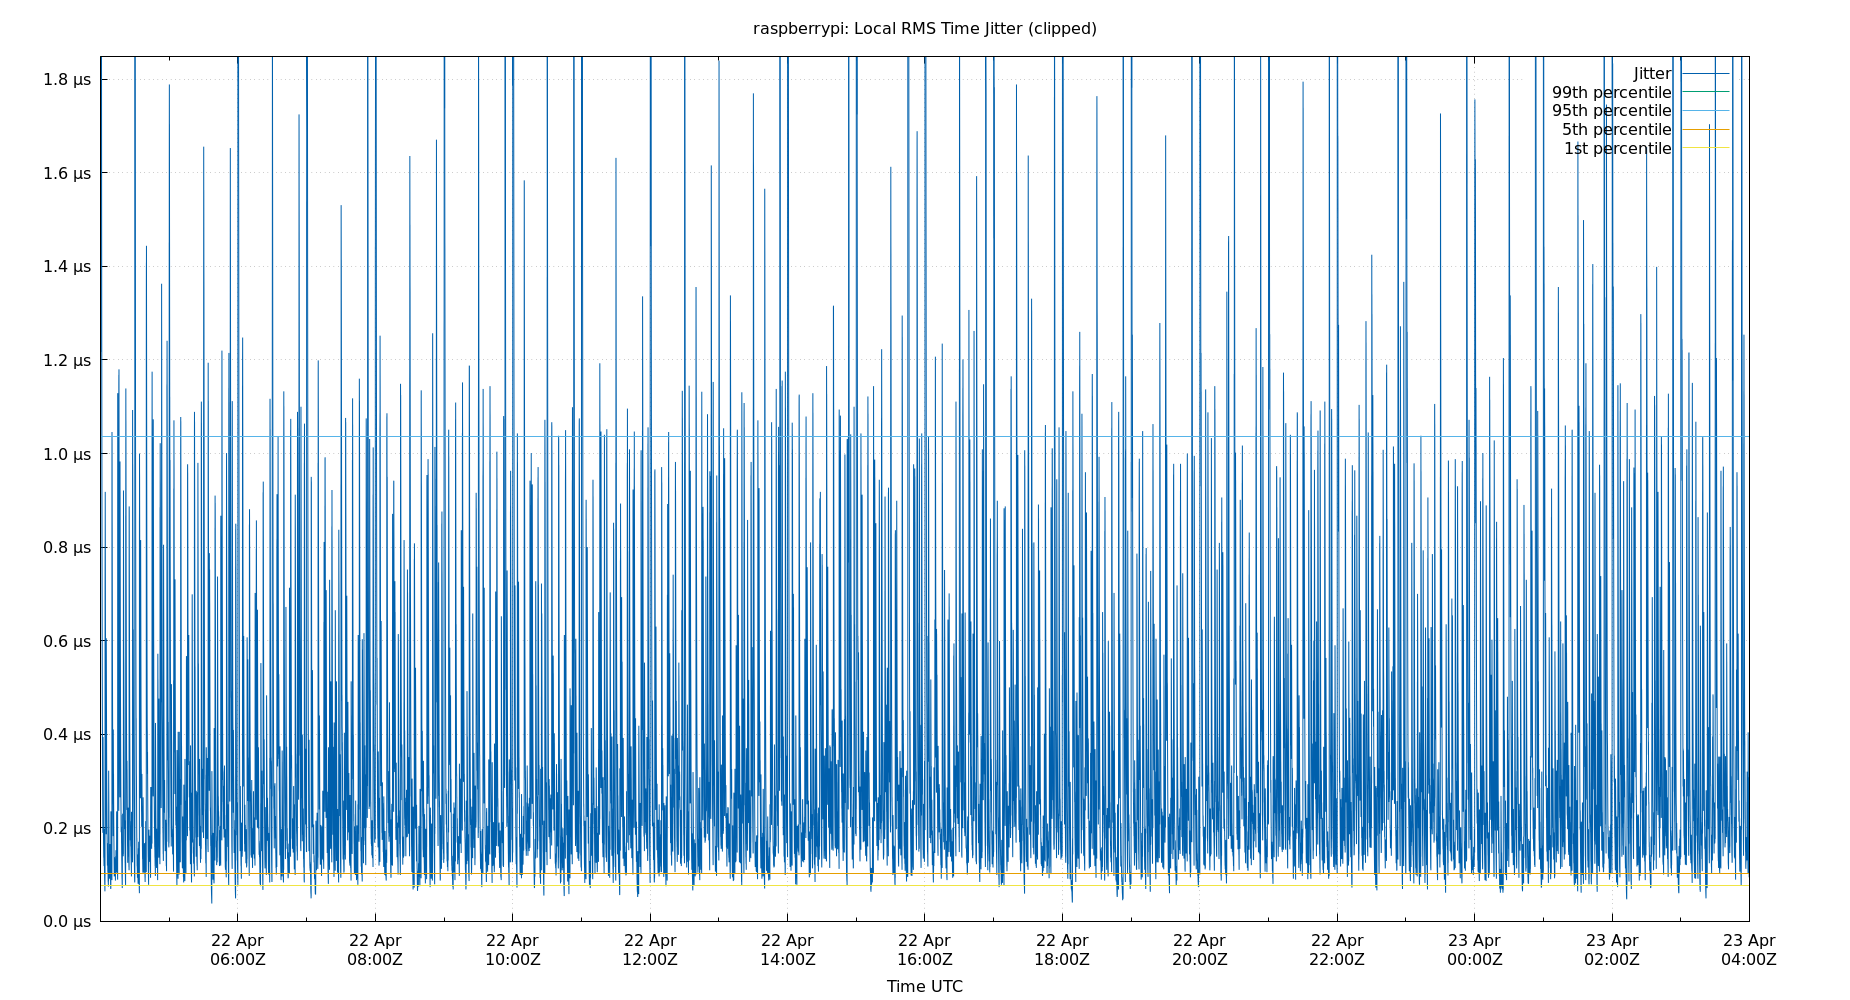 raspberrypi: Local RMS Time Jitter (clipped)
1.8 µs
1.6 µs
1.4 µs
1.2 µs
1.0 µs
0.8 µs
0.6 µs
0.4 µs
0.2 µs
0.0 µs
Jitter
99th percentile
95th percentile
5th percentile
1st percentile
22 Apr
06:00Z
22 Apr
08:00Z
22 Apr
10:00Z
22 Apr
12:00Z
22 Apr
14:00Z
22 Apr
16:00Z
22 Apr
18:00Z
22 Apr
20:00Z
22 Apr
22:00Z
23 Apr
00:00Z
23 Apr
02:00Z
23 Apr
04:00Z
Time UTC